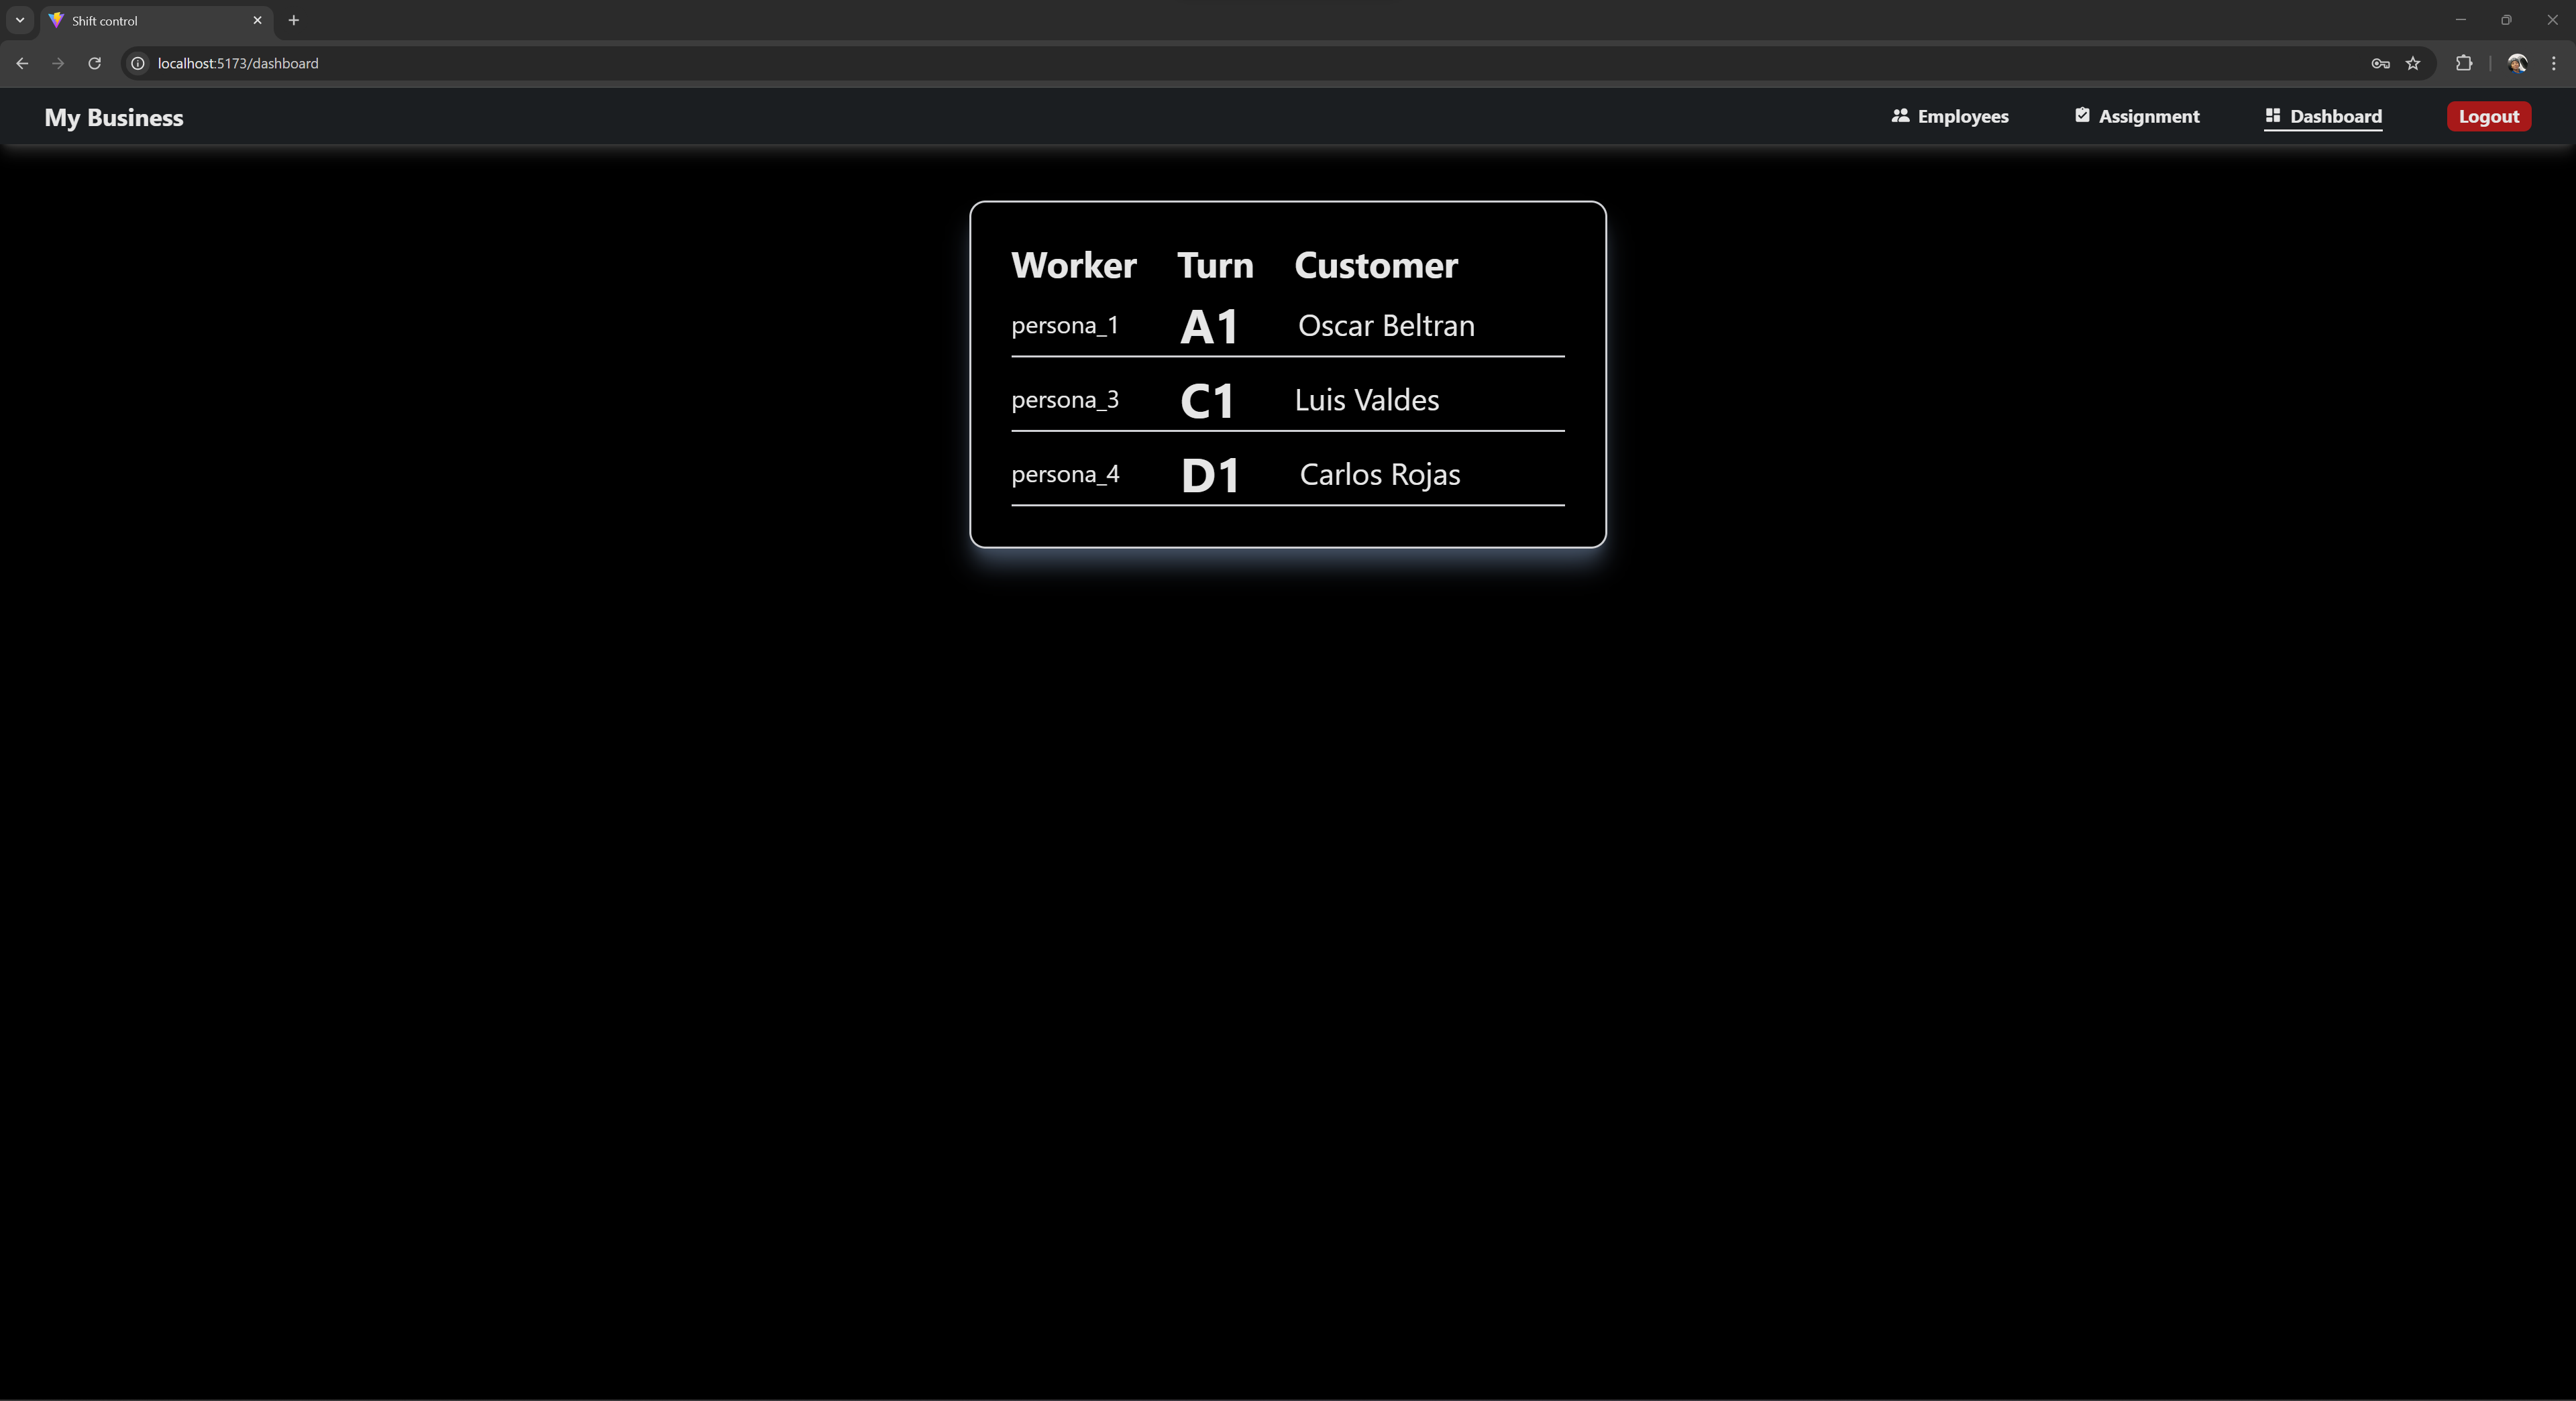 Shift control
localhost:5173/dashboard
My Business
Employees
Assignment
Dashboard
Logout
Worker Turn Customer
persona_1 A1 Oscar Beltran
persona_3 C1 Luis Valdes
persona_4 D1 Carlos Rojas